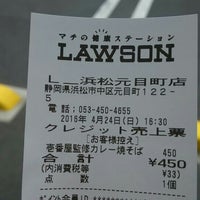 マチの健康ステーション
LAWSON
L 浜松元目町店
静岡県浜松市中区元目町122-
5
電話：053-450-4655
2016年 4月24日(日) 16:30
クレジット売上票
[お客様控え]
壱番屋監修カレー焼そば 450
合 計 ¥450
(内消費税等 ¥33)
点 数 1個